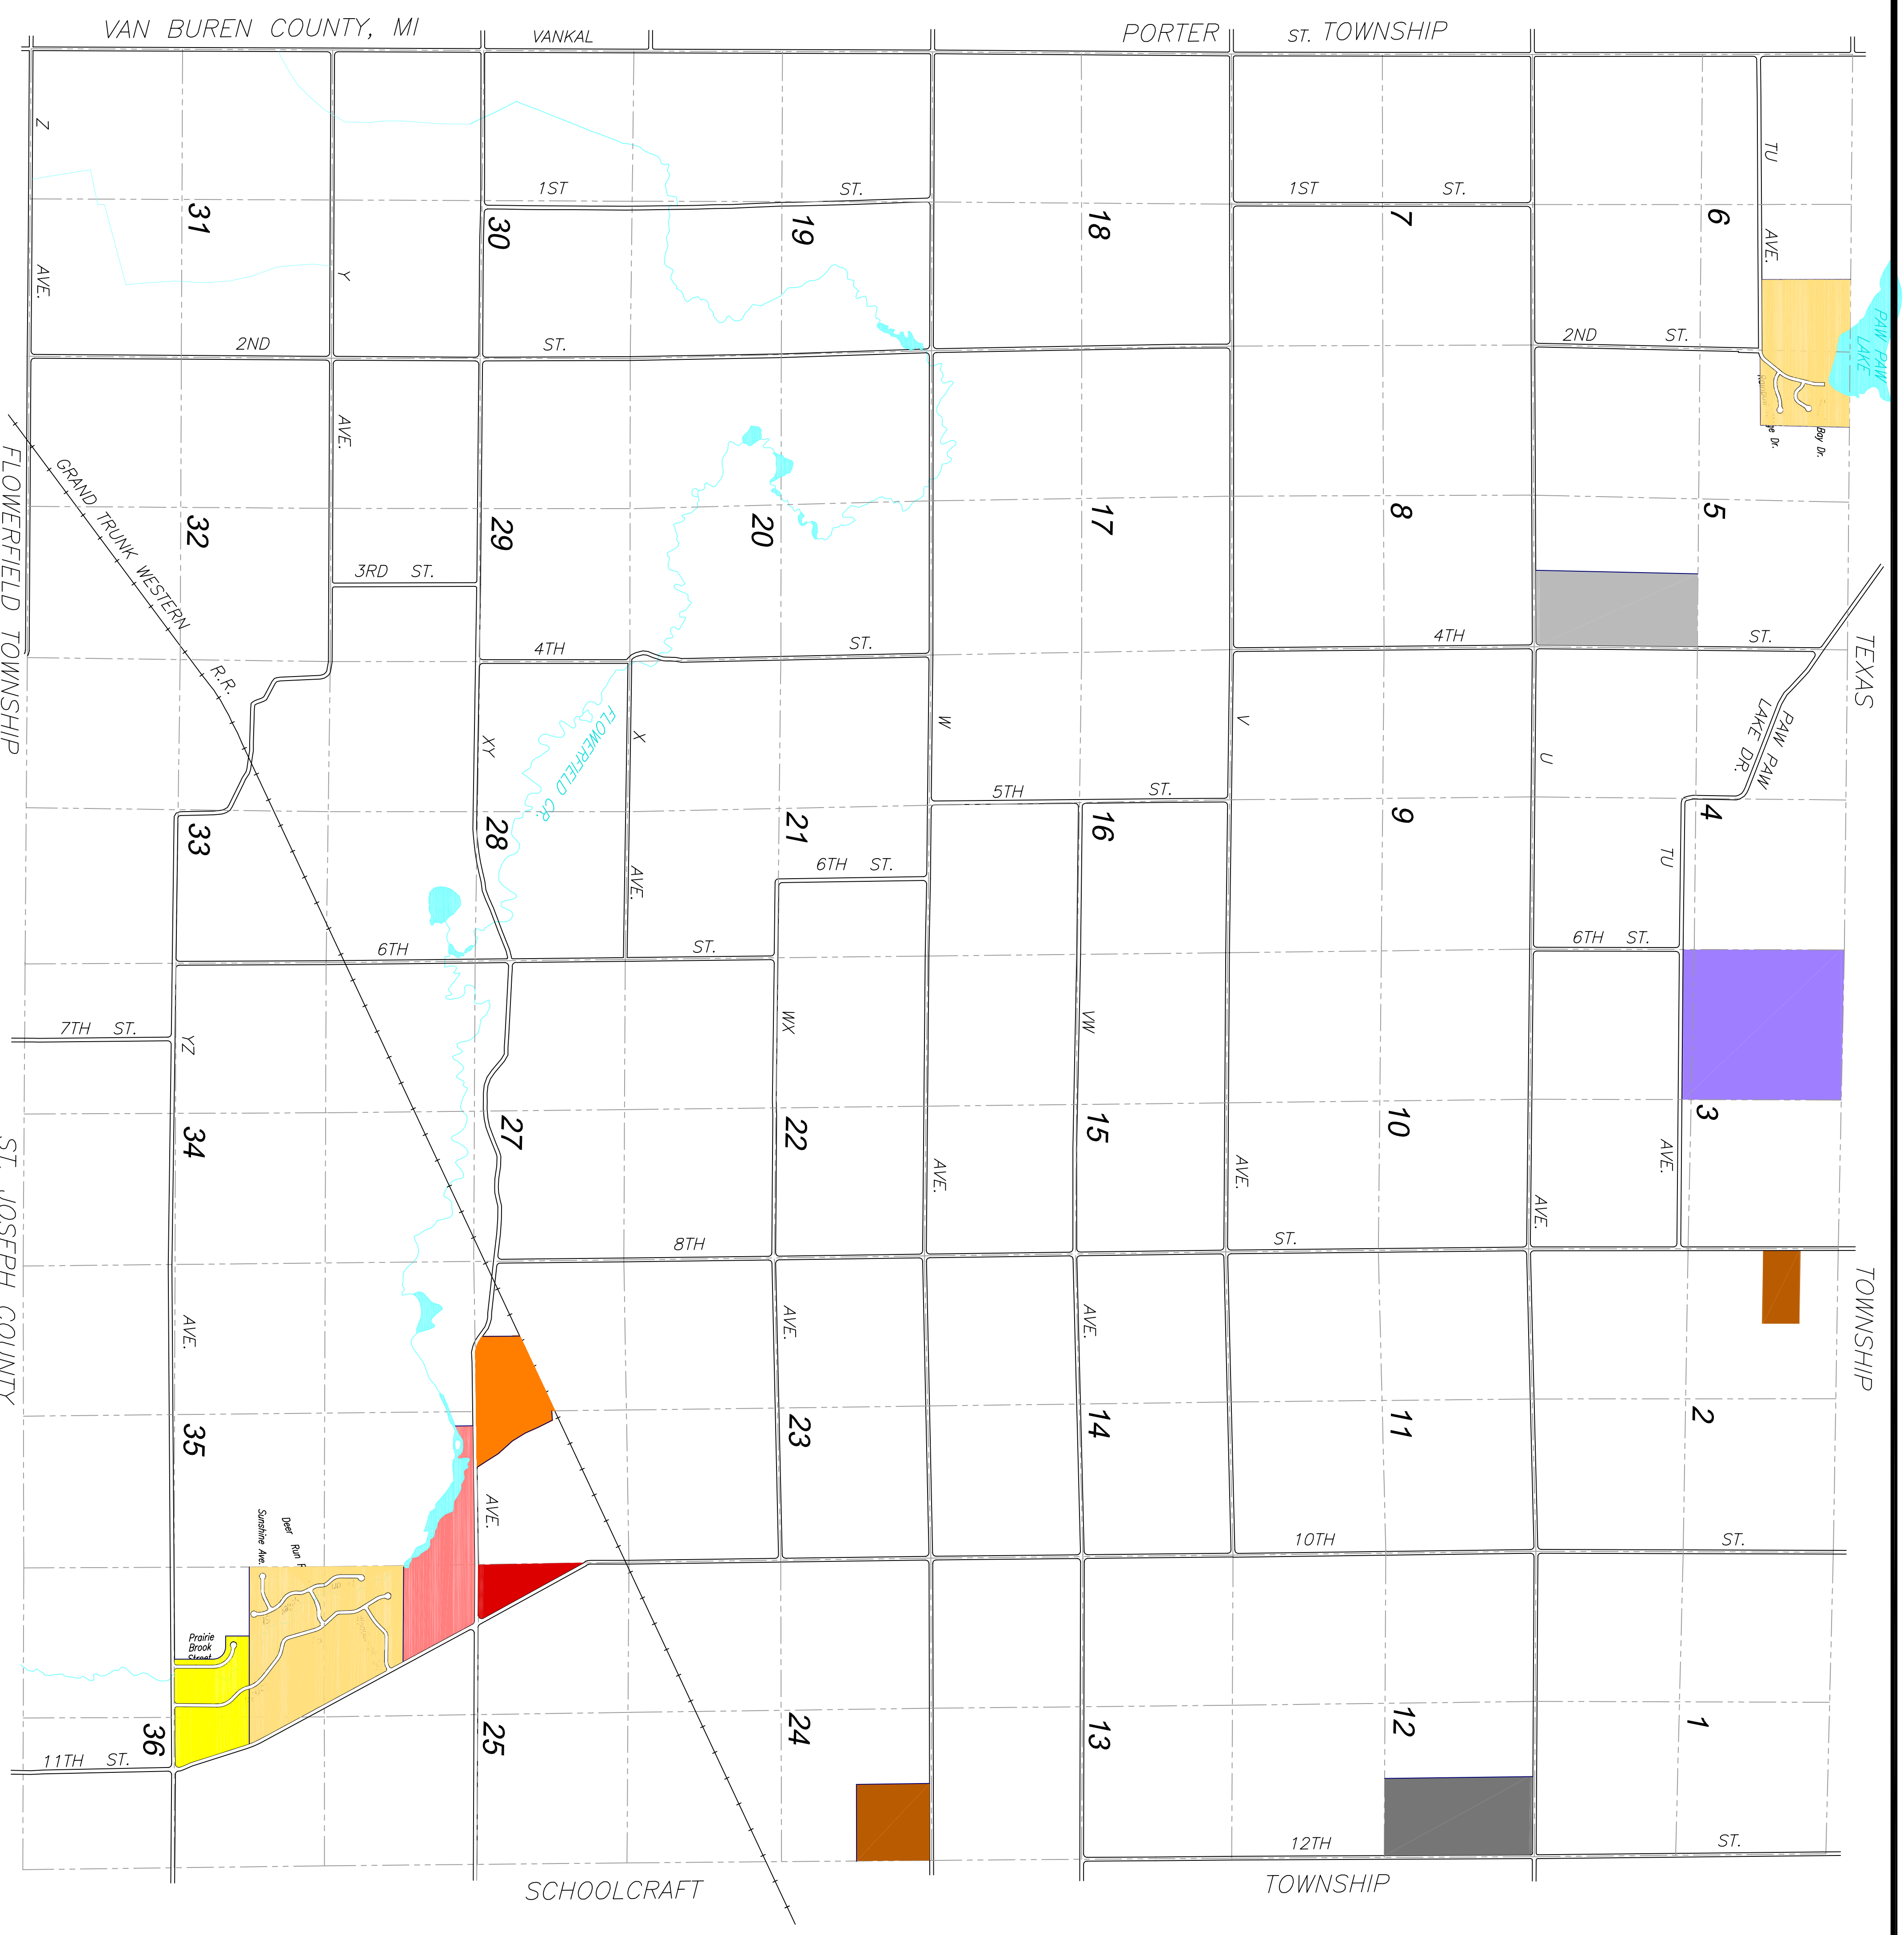 VAN BUREN COUNTY, MI
VANKAL
PORTER
ST.
TOWNSHIP
Z
AVE.
31
1ST
ST.
1ST
ST.
TU
AVE.
6
7
18
19
30
Y
AVE.
2ND
ST.
2ND
ST.
PAW PAW
LAKE
Bay Dr.
Dr.
GRAND TRUNK WESTERN
R.R.
FLOWERFIELD TOWNSHIP
32
29
20
17
8
5
3RD ST.
4TH
ST.
4TH
ST.
TEXAS
PAW PAW
LAKE DR.
FLOWERFIELD CR.
XY
X
AVE.
W
V
U
5TH
ST.
33
28
21
16
9
4
TU
6TH ST.
6TH
ST.
6TH ST.
7TH ST.
YZ
WX
VW
34
27
22
15
10
3
AVE.
AVE.
AVE.
AVE.
ST. JOSEPH COUNTY
8TH
ST.
TOWNSHIP
AVE.
AVE.
AVE.
35
23
14
11
2
AVE.
Sunshine Ave.
Deer Run
10TH
ST.
Prairie
Brook
Street
36
25
24
13
12
1
11TH ST.
12TH
ST.
SCHOOLCRAFT
TOWNSHIP